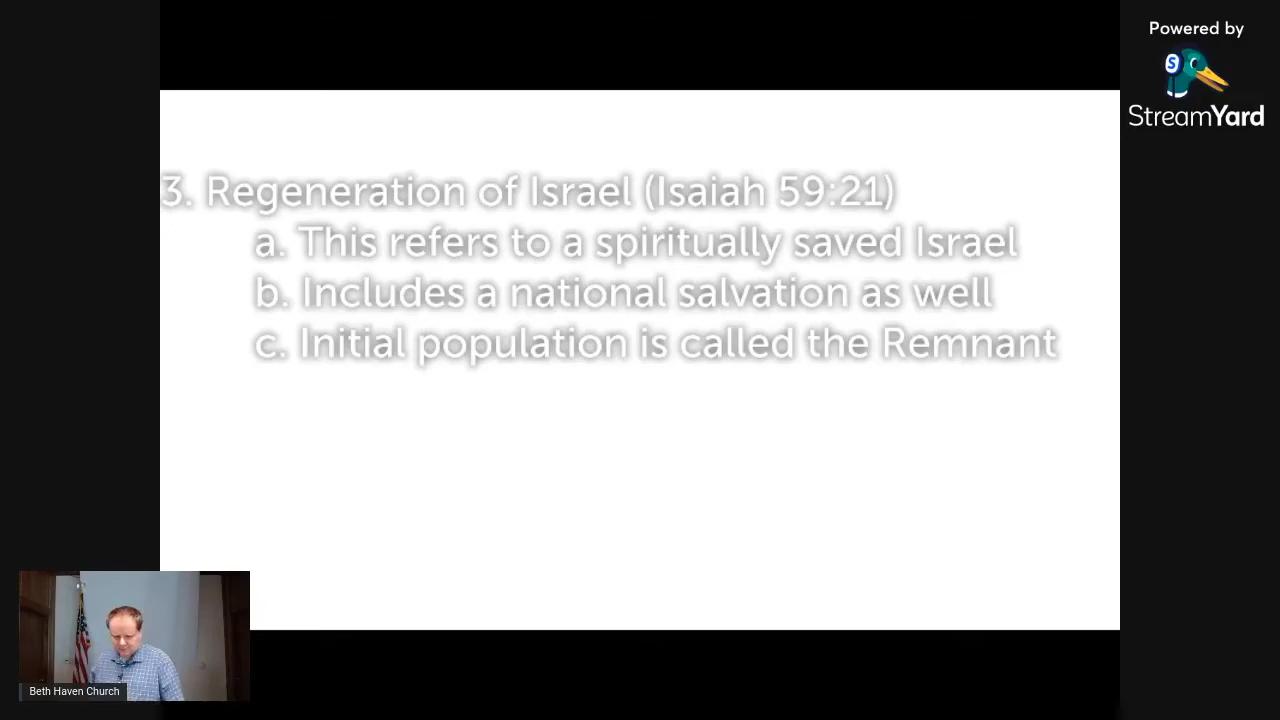 Powered by
S
StreamYard
3. Regeneration of Israel (Isaiah 59:21)
a. This refers to a spiritually saved Israel
b. Includes a national salvation as well
c. Initial population is called the Remnant
Beth Haven Church